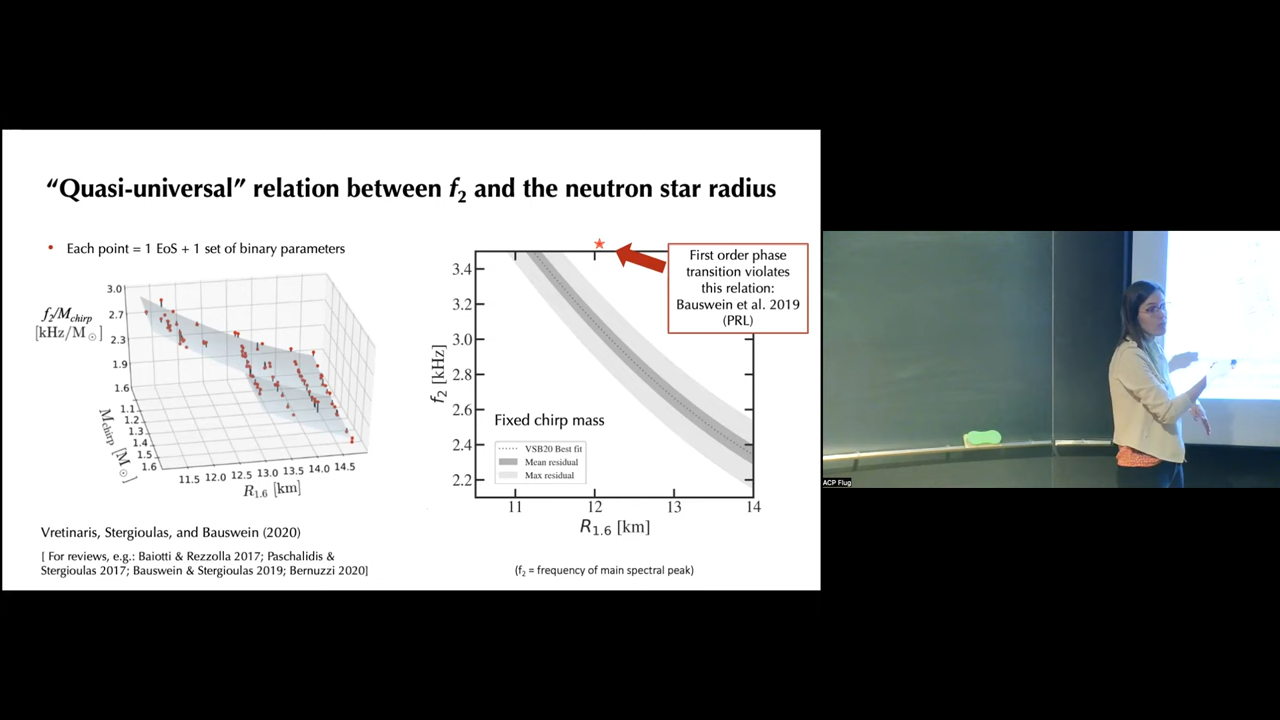 “Quasi-universal” relation between f₂ and the neutron star radius
• Each point = 1 EoS + 1 set of binary parameters
3.0
2.7
2.3
1.9
1.6
f₂/Mchirp
[kHz/M☉]
1.1
1.2
1.3
1.4
1.5
1.6
Mchirp [M☉]
11.5 12.0 12.5 13.0 13.5 14.0 14.5
R1.6 [km]
Vretinaris, Stergioulas, and Bauswein (2020)
[ For reviews, e.g.: Baiotti & Rezzolla 2017; Paschalidis &
Stergioulas 2017; Bauswein & Stergioulas 2019; Bernuzzi 2020]
First order phase
transition violates
this relation:
Bauswein et al. 2019
(PRL)
3.4
3.2
3.0
2.8
2.6
2.4
2.2
f₂ [kHz]
Fixed chirp mass
VSB20 Best fit
Mean residual
Max residual
11 12 13 14
R1.6 [km]
(f₂ = frequency of main spectral peak)
ACP Flug